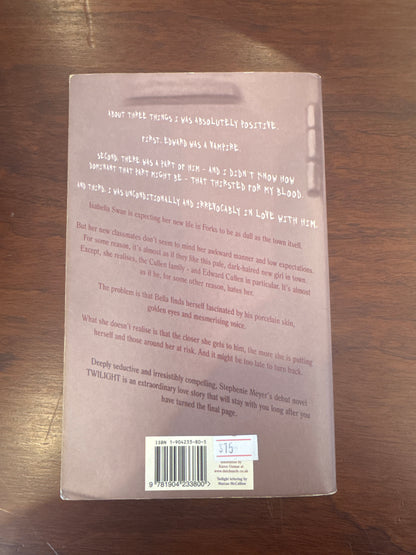 ABOUT THREE THINGS I WAS ABSOLUTELY POSITIVE.
FIRST, EDWARD WAS A VAMPIRE.
SECOND, THERE WAS A PART OF HIM - AND I DIDN'T KNOW HOW
DOMINANT THAT PART MIGHT BE - THAT THIRSTED FOR MY BLOOD.
AND THIRD, I WAS UNCONDITIONALLY AND IRREVOCABLY IN LOVE WITH HIM.
Isabella Swan is expecting her new life in Forks to be as dull as the town itself.
But her new classmates don't seem to mind her awkward manner and low expectations.
For some reason, it's almost as if they like this pale, dark-haired new girl in town.
Except, she realises, the Cullen family - and Edward Cullen in particular. It's almost
as if he, for some other reason, hates her.
The problem is that Bella finds herself fascinated by his porcelain skin,
golden eyes and mesmerising voice.
What she doesn't realise is that the closer she gets to him, the more she is putting
herself and those around her at risk. And it might be too late to turn back.
Deeply seductive and irresistibly compelling, Stephenie Meyer's debut novel
TWILIGHT is an extraordinary love story that will stay with you long after you
have turned the final page.
ISBN 1-904233-80-5
$15
9 781904 233800 >
Twilight lettering by